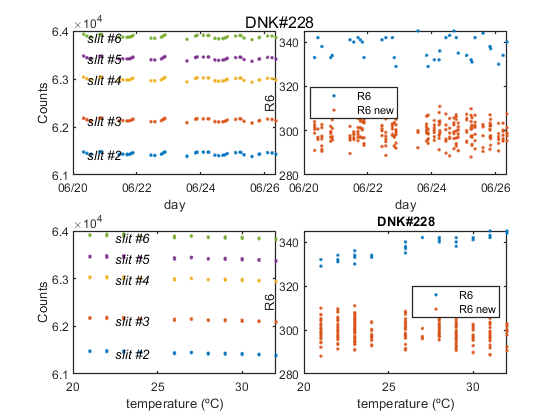 DNK#228
×10⁴
6.4
6.3
6.2
6.1
Counts
slit #6
slit #5
slit #4
slit #3
slit #2
06/20 06/22 06/24 06/26
day
340
320
300
280
R6
R6
R6 new
06/20 06/22 06/24 06/26
day
×10⁴
6.4
6.3
6.2
6.1
Counts
slit #6
slit #5
slit #4
slit #3
slit #2
20 25 30
temperature (ºC)
DNK#228
340
320
300
280
R6
R6
R6 new
20 25 30
temperature (ºC)